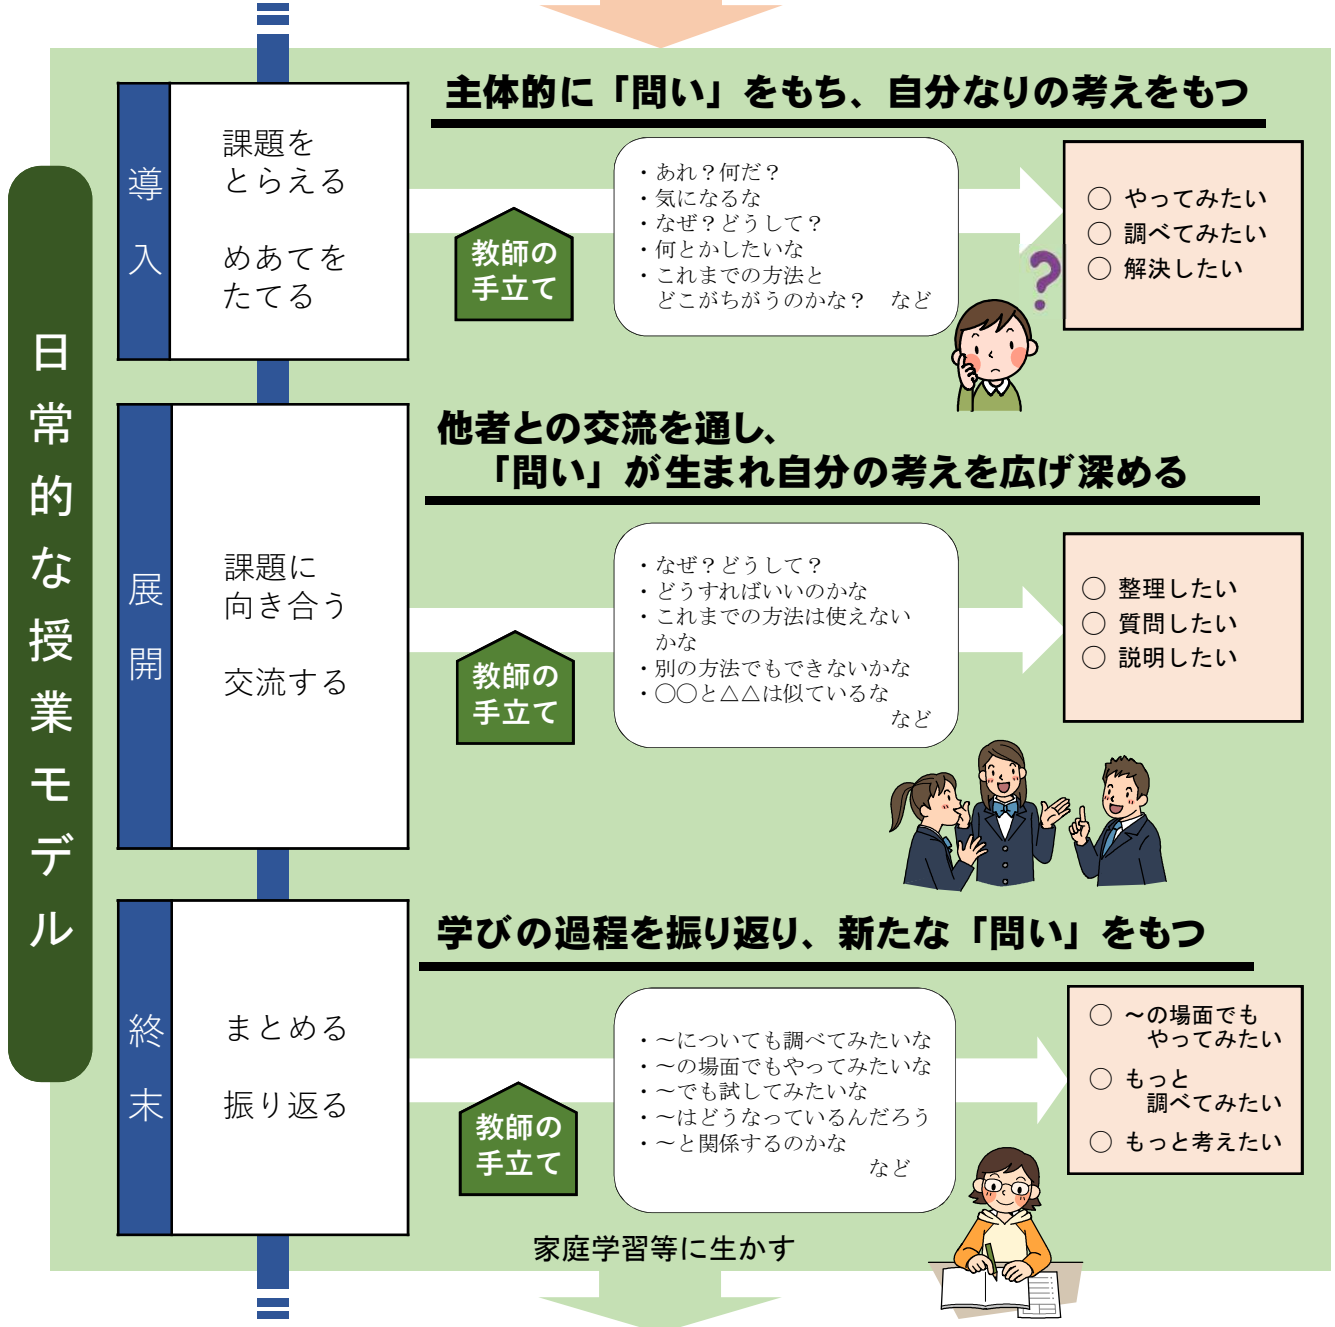 日常的な授業モデル
導入
課題を
とらえる
めあてを
たてる
主体的に「問い」をもち、自分なりの考えをもつ
教師の
手立て
・あれ？何だ？
・気になるな
・なぜ？どうして？
・何とかしたいな
・これまでの方法と
どこがちがうのかな？　など
?
○ やってみたい
○ 調べてみたい
○ 解決したい
展開
課題に
向き合う
交流する
他者との交流を通し、
「問い」が生まれ自分の考えを広げ深める
教師の
手立て
・なぜ？どうして？
・どうすればいいのかな
・これまでの方法は使えない
かな
・別の方法でもできないかな
・○○と△△は似ているな
など
○ 整理したい
○ 質問したい
○ 説明したい
終末
まとめる
振り返る
学びの過程を振り返り、新たな「問い」をもつ
教師の
手立て
・～についても調べてみたいな
・～の場面でもやってみたいな
・～でも試してみたいな
・～はどうなっているんだろう
・～と関係するのかな
など
○ ～の場面でも
やってみたい
○ もっと
調べてみたい
○ もっと考えたい
家庭学習等に生かす